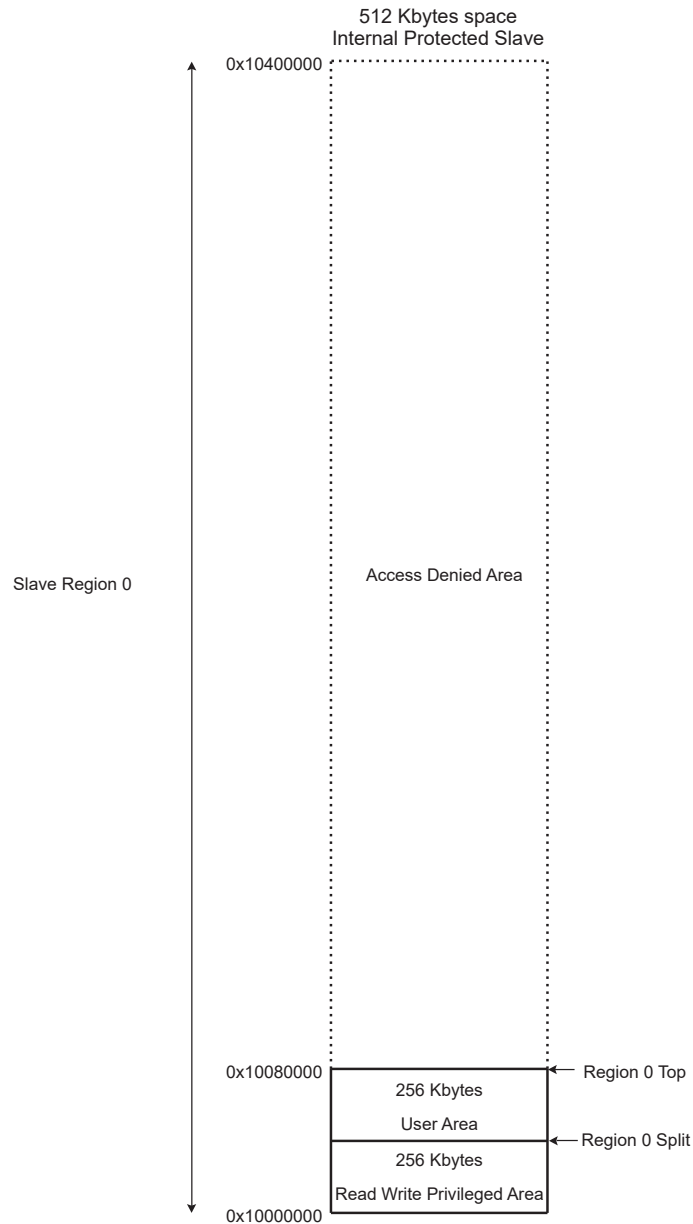 512 Kbytes space
Internal Protected Slave
0x10400000
Slave Region 0
Access Denied Area
0x10080000
Region 0 Top
256 Kbytes
User Area
Region 0 Split
256 Kbytes
Read Write Privileged Area
0x10000000